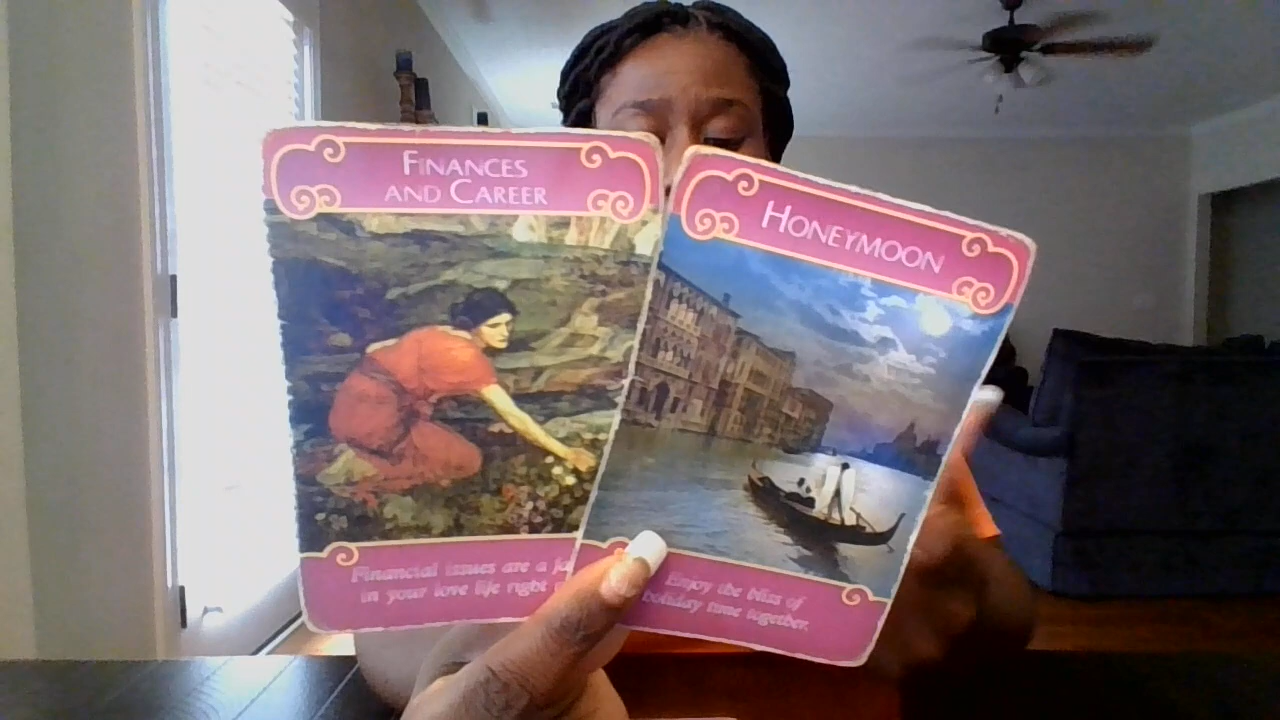 FINANCES
AND CAREER
Financial issues are a
in your love life right
HONEYMOON
Enjoy the bliss of
holiday time together.